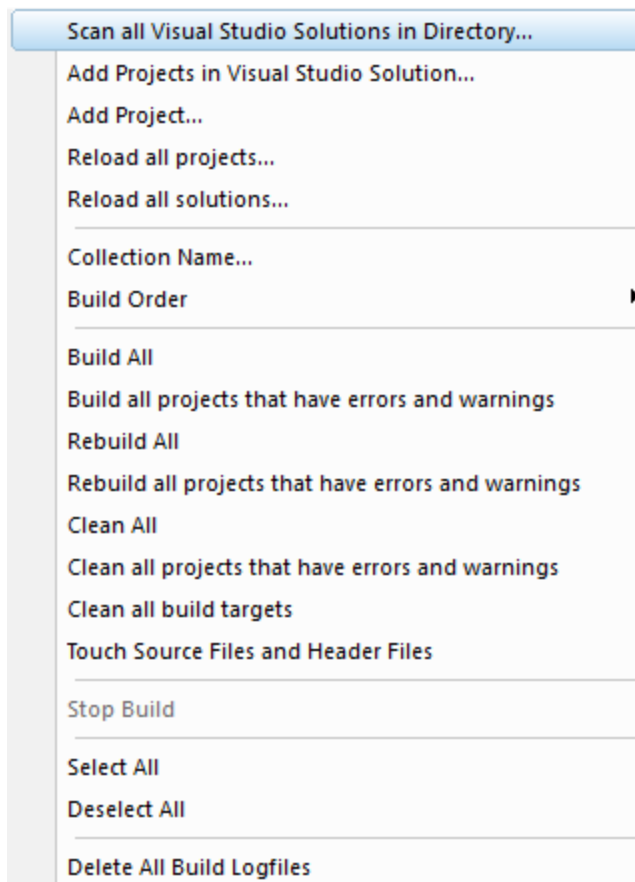 Scan all Visual Studio Solutions in Directory...
Add Projects in Visual Studio Solution...
Add Project...
Reload all projects...
Reload all solutions...
Collection Name...
Build Order
Build All
Build all projects that have errors and warnings
Rebuild All
Rebuild all projects that have errors and warnings
Clean All
Clean all projects that have errors and warnings
Clean all build targets
Touch Source Files and Header Files
Stop Build
Select All
Deselect All
Delete All Build Logfiles